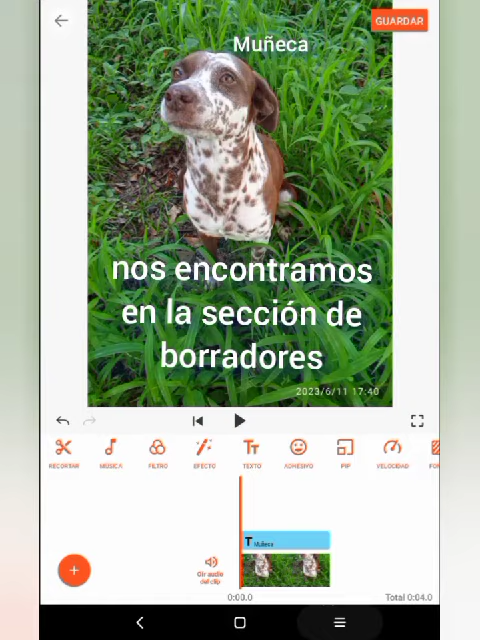 GUARDAR
Muñeca
nos encontramos
en la sección de
borradores
2023/6/11 17:40
RECORTAR MÚSICA FILTRO EFECTO TEXTO ADHESIVO PIP VELOCIDAD
T Muñeca
Oir audio
del clip
0:00.0 Total 0:04.0